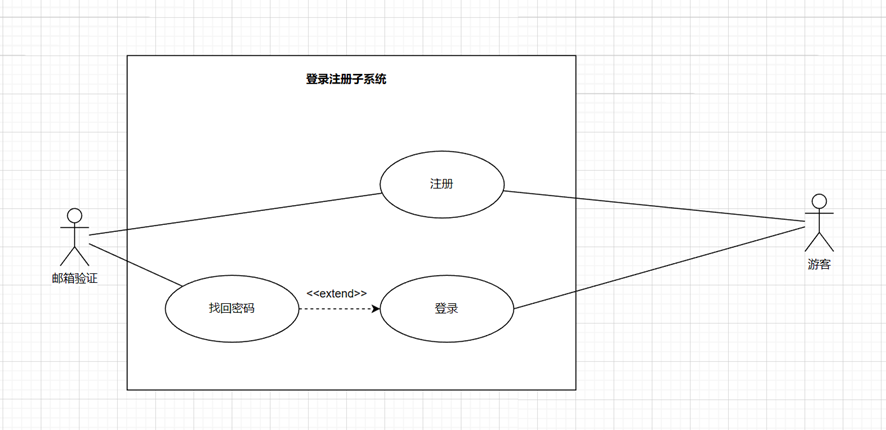 登录注册子系统
注册
邮箱验证
游客
找回密码
<<extend>>
登录